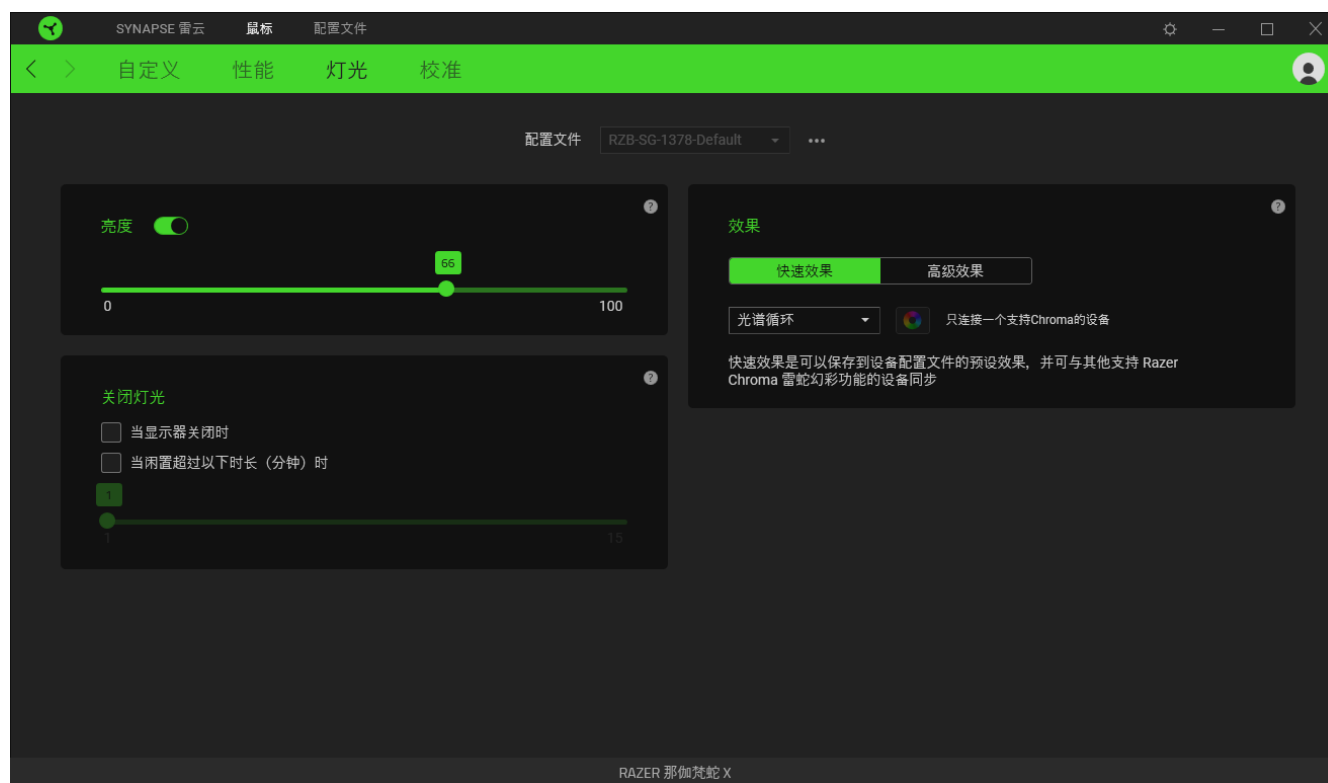 SYNAPSE 雷云 鼠标 配置文件
自定义 性能 灯光 校准
配置文件 RZB-SG-1378-Default
亮度
66
0 100
关闭灯光
当显示器关闭时
当闲置超过以下时长（分钟）时
1
1 15
效果
快速效果 高级效果
光谱循环 只连接一个支持Chroma的设备
快速效果是可以保存到设备配置文件的预设效果，并可与其他支持 Razer
Chroma 雷蛇幻彩功能的设备同步
RAZER 那伽梵蛇 X